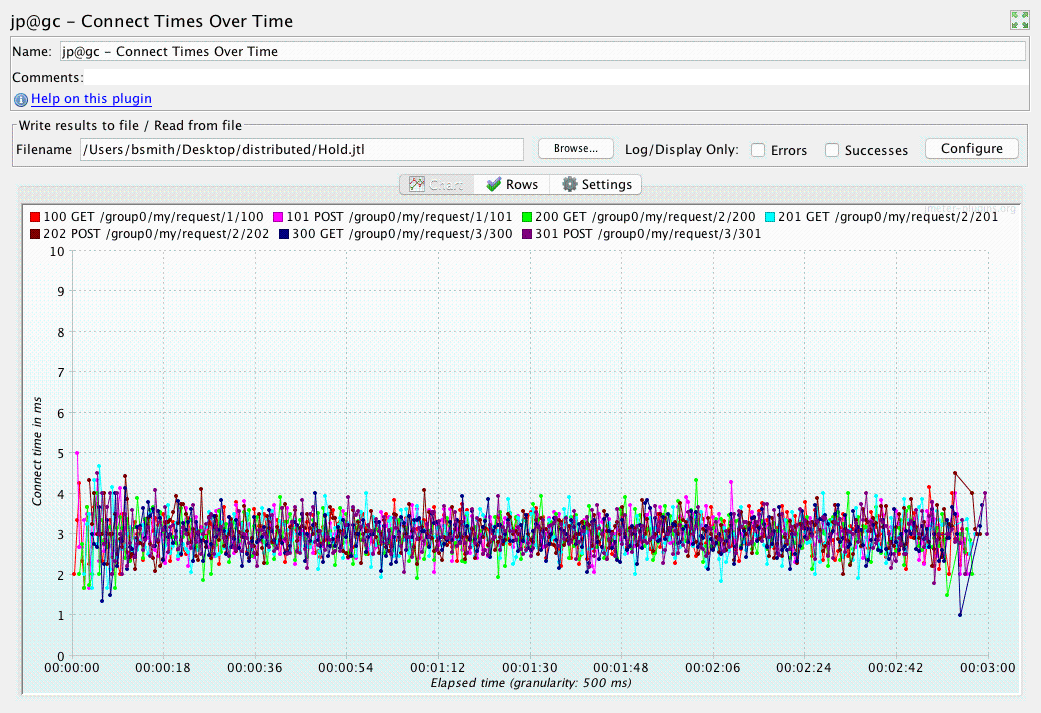 jp@gc – Connect Times Over Time
Name: jp@gc – Connect Times Over Time
Comments:
Help on this plugin
Write results to file / Read from file
Filename /Users/bsmith/Desktop/distributed/Hold.jtl Browse... Log/Display Only: Errors Successes Configure
Chart Rows Settings
jmeter-plugins.org
100 GET /group0/my/request/1/100 101 POST /group0/my/request/1/101 200 GET /group0/my/request/2/200 201 GET /group0/my/request/2/201
202 POST /group0/my/request/2/202 300 GET /group0/my/request/3/300 301 POST /group0/my/request/3/301
10
9
8
7
6
5
4
3
2
1
0
Connect time in ms
00:00:00 00:00:18 00:00:36 00:00:54 00:01:12 00:01:30 00:01:48 00:02:06 00:02:24 00:02:42 00:03:00
Elapsed time (granularity: 500 ms)